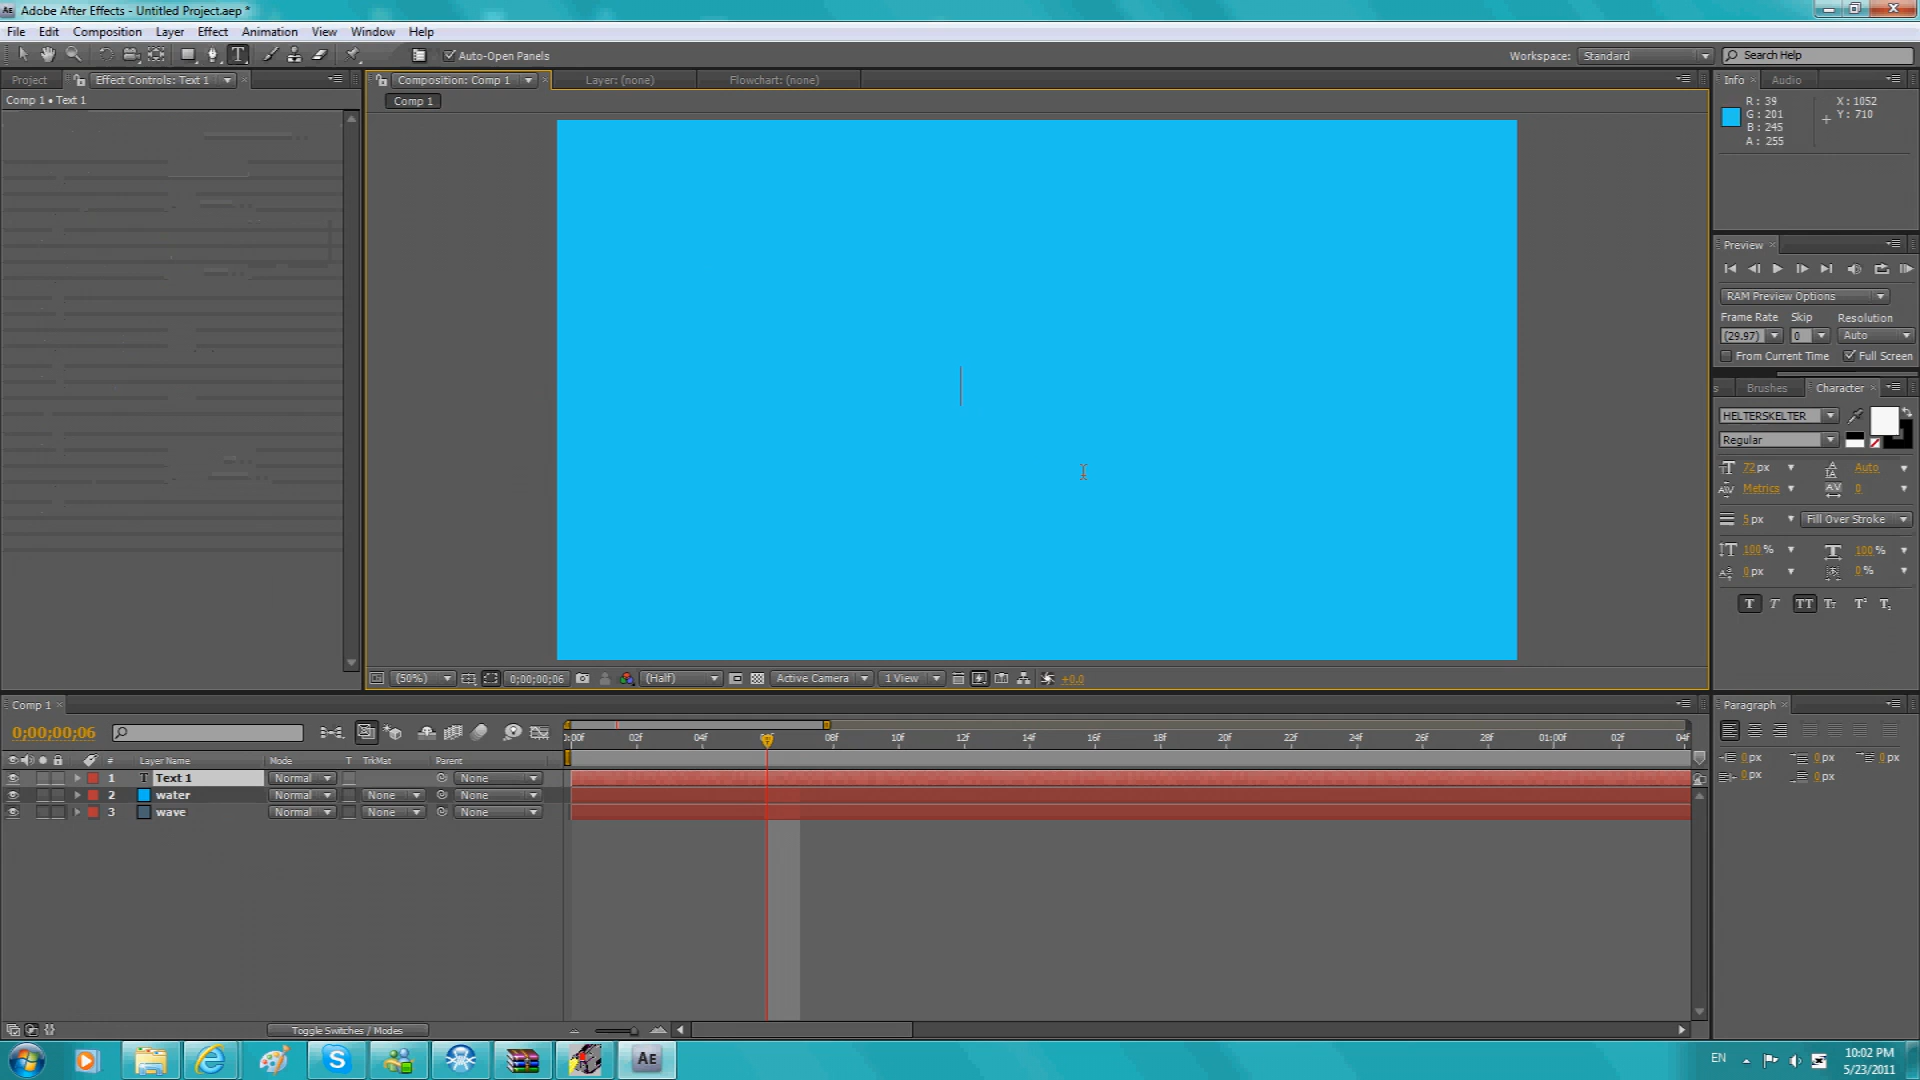 Adobe After Effects - Untitled Project.aep *
File Edit Composition Layer Effect Animation View Window Help
Auto-Open Panels
Workspace: Standard
Search Help
Project
Effect Controls: Text 1
Comp 1 • Text 1
Composition: Comp 1
Layer: (none)
Flowchart: (none)
Comp 1
Info
Audio
R: 39
G: 201
B: 245
A: 255
X: 1052
Y: 710
Preview
RAM Preview Options
Frame Rate Skip Resolution
(29.97) 0 Auto
From Current Time Full Screen
Brushes
Character
HELTERSKELTER
Regular
72 px Auto
Metrics 0
5 px Fill Over Stroke
100 % 100 %
0 px 0 %
(50%) 0;00;00;06 (Half) Active Camera 1 View +0.0
Comp 1
0;00;00;06
:00f 02f 04f 06f 08f 10f 12f 14f 16f 18f 20f 22f 24f 26f 28f 01:00f 02f 04f
# Layer Name Mode T TrkMat Parent
1 T Text 1 Normal None
2 water Normal None None
3 wave Normal None None
Toggle Switches / Modes
Paragraph
0 px 0 px 0 px
0 px 0 px
Ae
EN
10:02 PM
5/23/2011